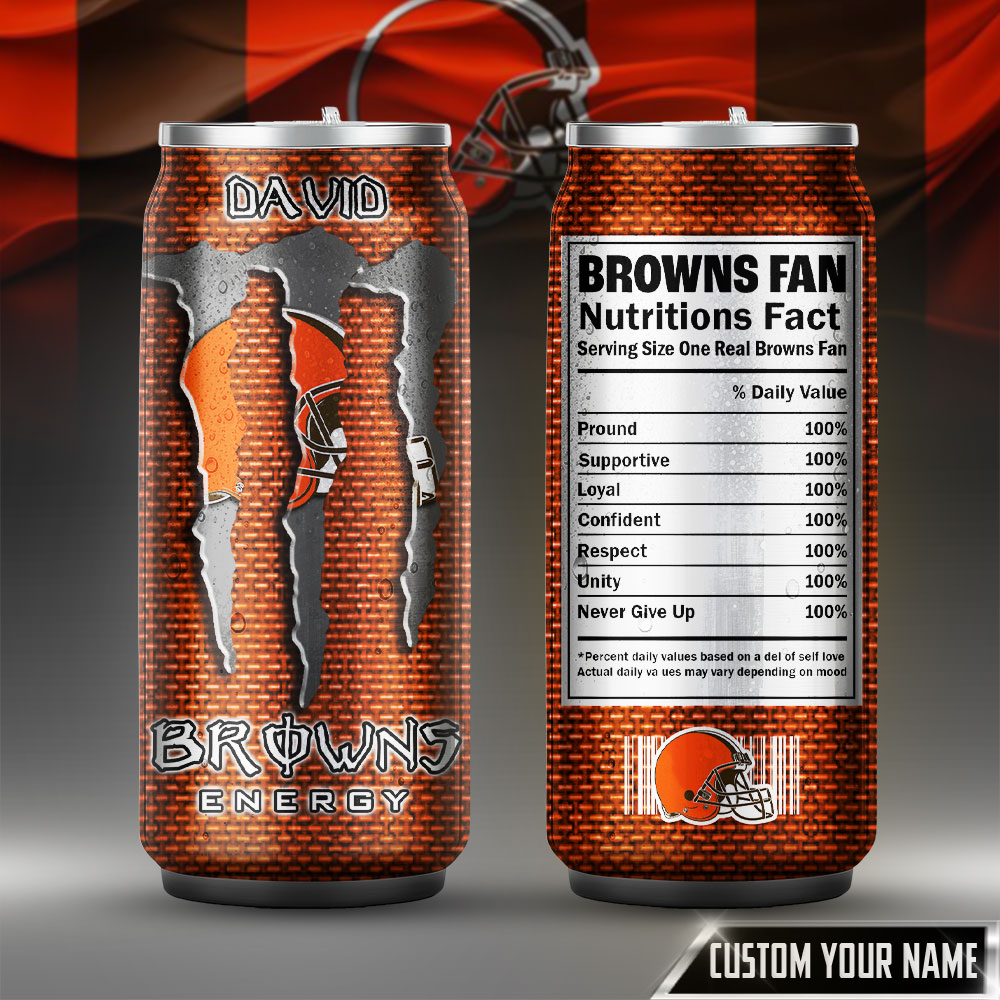 DAVID
BROWNS
ENERGY
BROWNS FAN
Nutritions Fact
Serving Size One Real Browns Fan
% Daily Value
Pround 100%
Supportive 100%
Loyal 100%
Confident 100%
Respect 100%
Unity 100%
Never Give Up 100%
*Percent daily values based on a del of self love
Actual daily va ues may vary depending on mood
CUSTOM YOUR NAME